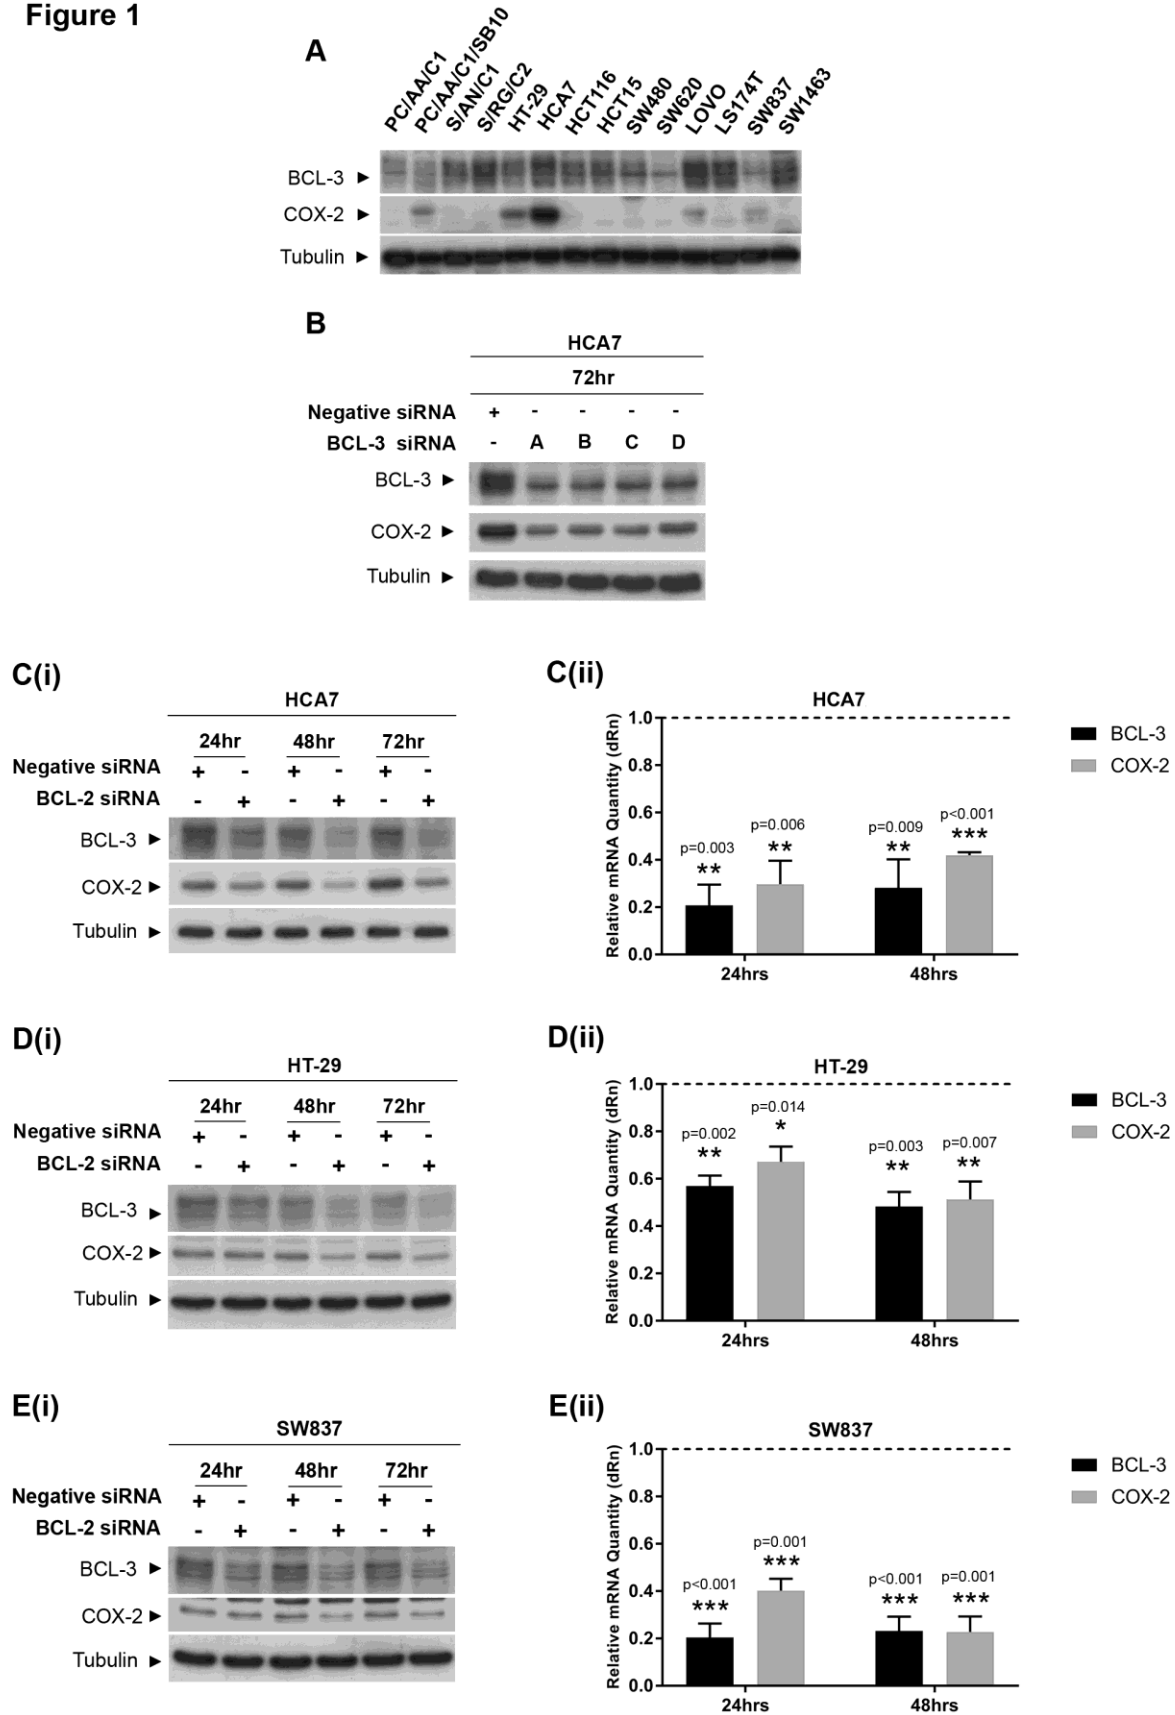 Figure 1
A
PC/AA/C1
PC/AA/C1/SB10
S/AN/C1
S/RG/C2
HT-29
HCA7
HCT116
HCT15
SW480
SW620
LOVO
LS174T
SW837
SW1463
BCL-3
COX-2
Tubulin
B
HCA7
72hr
Negative siRNA + - - - -
BCL-3 siRNA - A B C D
BCL-3
COX-2
Tubulin
C(i)
HCA7
24hr 48hr 72hr
Negative siRNA + - + - + -
BCL-2 siRNA - + - + - +
BCL-3
COX-2
Tubulin
C(ii)
HCA7
Relative mRNA Quantity (dRn)
1.0
0.8
0.6
0.4
0.2
0.0
p=0.003
**
p=0.006
**
p=0.009
**
p<0.001
***
24hrs 48hrs
BCL-3
COX-2
D(i)
HT-29
24hr 48hr 72hr
Negative siRNA + - + - + -
BCL-2 siRNA - + - + - +
BCL-3
COX-2
Tubulin
D(ii)
HT-29
Relative mRNA Quantity (dRn)
1.0
0.8
0.6
0.4
0.2
0.0
p=0.002
**
p=0.014
*
p=0.003
**
p=0.007
**
24hrs 48hrs
BCL-3
COX-2
E(i)
SW837
24hr 48hr 72hr
Negative siRNA + - + - + -
BCL-2 siRNA - + - + - +
BCL-3
COX-2
Tubulin
E(ii)
SW837
Relative mRNA Quantity (dRn)
1.0
0.8
0.6
0.4
0.2
0.0
p<0.001
***
p=0.001
***
p<0.001
***
p=0.001
***
24hrs 48hrs
BCL-3
COX-2